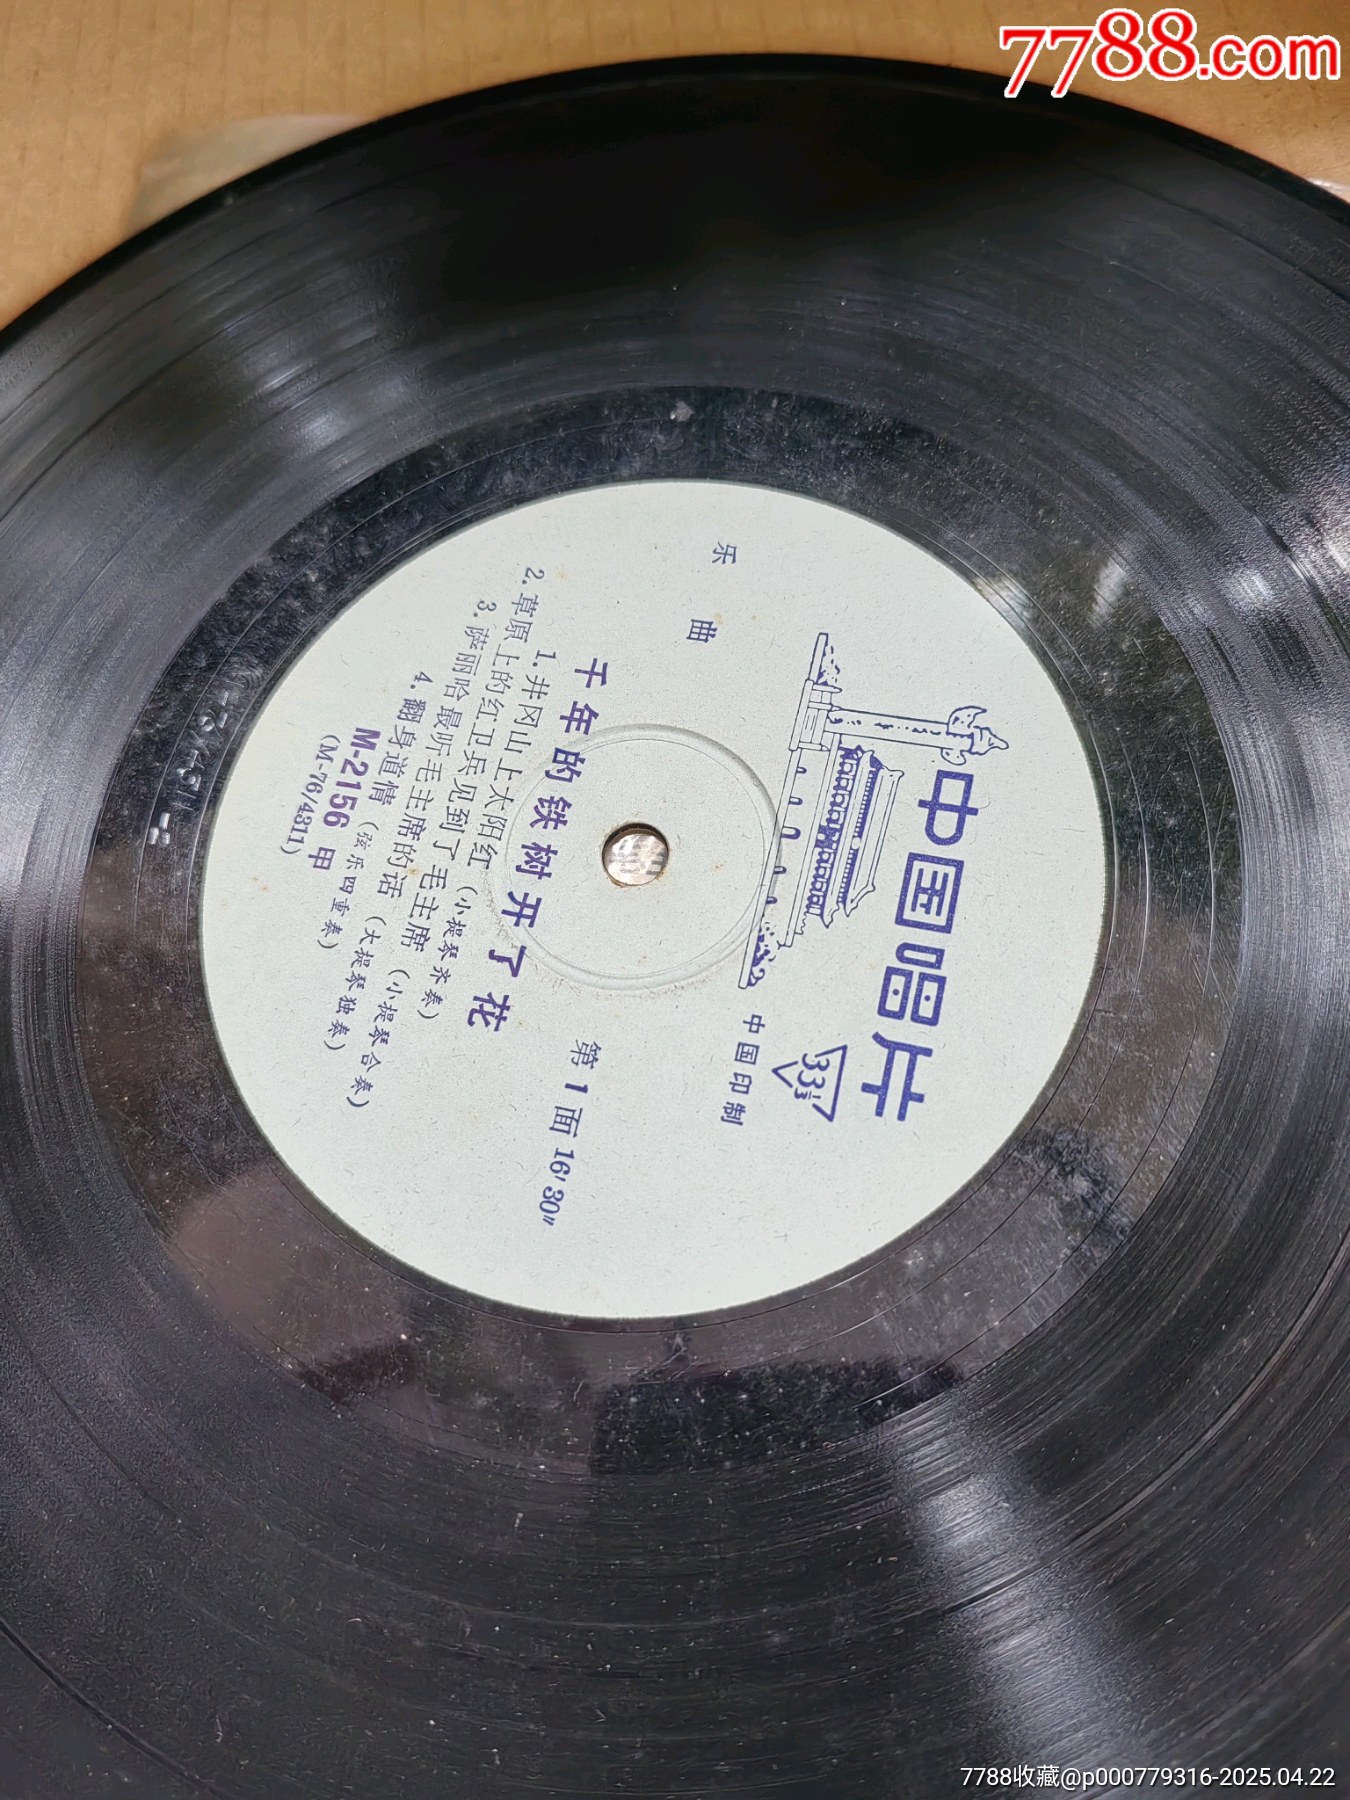 7788.com
中国唱片
33⅓
中国印制
乐曲
第1面 16′30″
千年的铁树开了花
1.井冈山上太阳红（小提琴齐奏）
2.草原上的红卫兵见到了毛主席（小提琴合奏）
3.萨丽哈最听毛主席的话（大提琴独奏）
4.翻身道情（弦乐四重奏）
M-2156 甲
(M-76/4311)
7788收藏@p000779316-2025.04.22